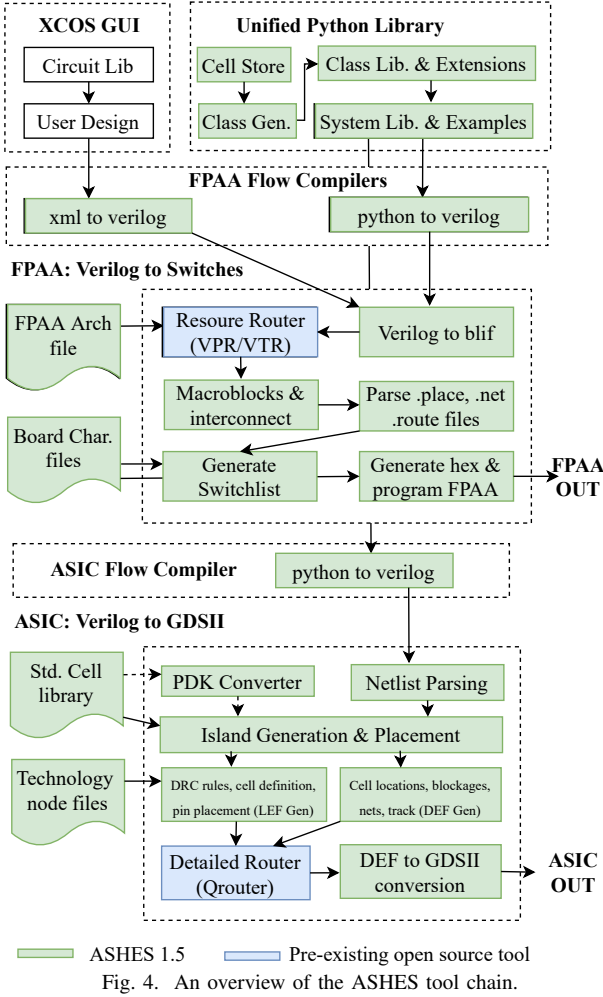 XCOS GUI
Circuit Lib
User Design
Unified Python Library
Cell Store
Class Gen.
Class Lib. & Extensions
System Lib. & Examples
FPAA Flow Compilers
xml to verilog
python to verilog
FPAA: Verilog to Switches
FPAA Arch
file
Resoure Router
(VPR/VTR)
Verilog to blif
Macroblocks &
interconnect
Parse .place, .net
.route files
Board Char.
files
Generate
Switchlist
Generate hex &
program FPAA
FPAA
OUT
ASIC Flow Compiler
python to verilog
ASIC: Verilog to GDSII
Std. Cell
library
PDK Converter
Netlist Parsing
Island Generation & Placement
Technology
node files
DRC rules, cell definition,
pin placement (LEF Gen)
Cell locations, blockages,
nets, track (DEF Gen)
Detailed Router
(Qrouter)
DEF to GDSII
conversion
ASIC
OUT
ASHES 1.5
Pre-existing open source tool
Fig. 4. An overview of the ASHES tool chain.